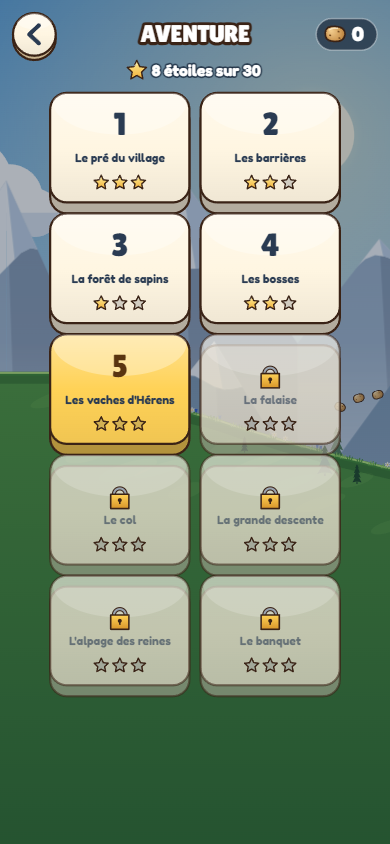 AVENTURE
0
8 étoiles sur 30
1
Le pré du village
2
Les barrières
3
La forêt de sapins
4
Les bosses
5
Les vaches d'Hérens
La falaise
Le col
La grande descente
L'alpage des reines
Le banquet